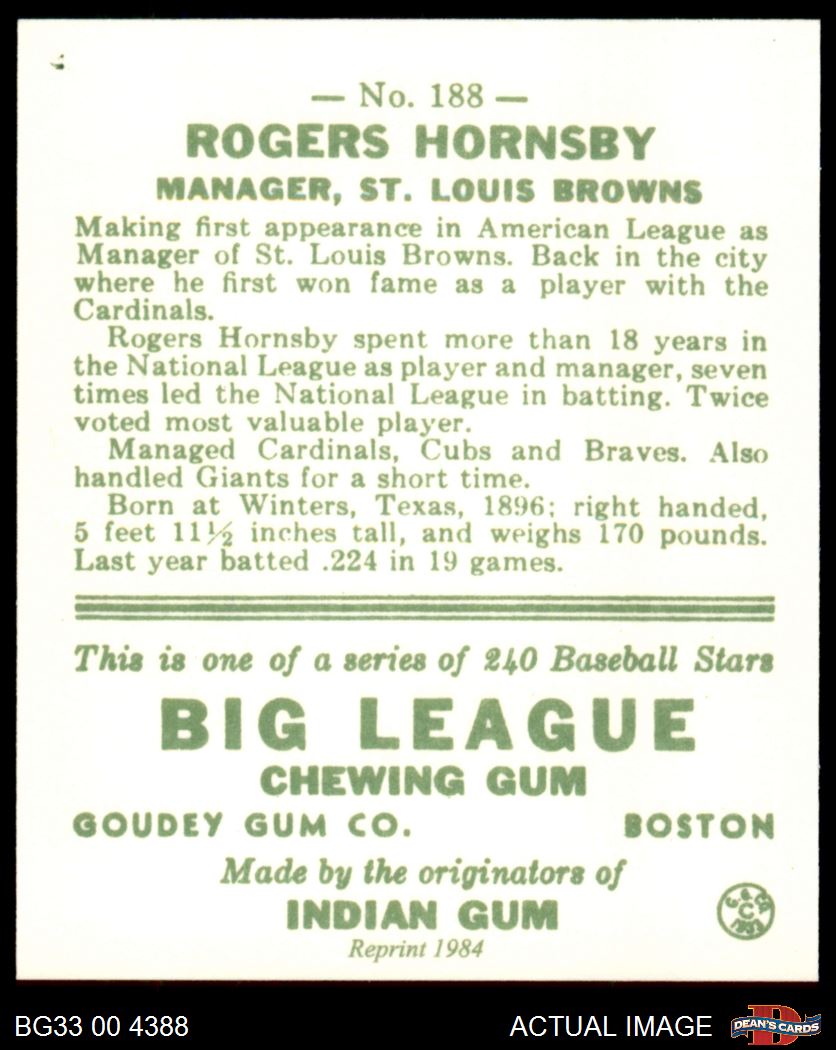 — No. 188 —
ROGERS HORNSBY
MANAGER, ST. LOUIS BROWNS
Making first appearance in American League as
Manager of St. Louis Browns. Back in the city
where he first won fame as a player with the
Cardinals.
Rogers Hornsby spent more than 18 years in
the National League as player and manager, seven
times led the National League in batting. Twice
voted most valuable player.
Managed Cardinals, Cubs and Braves. Also
handled Giants for a short time.
Born at Winters, Texas, 1896; right handed,
5 feet 11½ inches tall, and weighs 170 pounds.
Last year batted .224 in 19 games.
This is one of a series of 240 Baseball Stars
BIG LEAGUE
CHEWING GUM
GOUDEY GUM CO. BOSTON
Made by the originators of
INDIAN GUM
G. G. Co.
C
1933
Reprint 1984
BG33 00 4388
ACTUAL IMAGE
D
DEAN'S CARDS